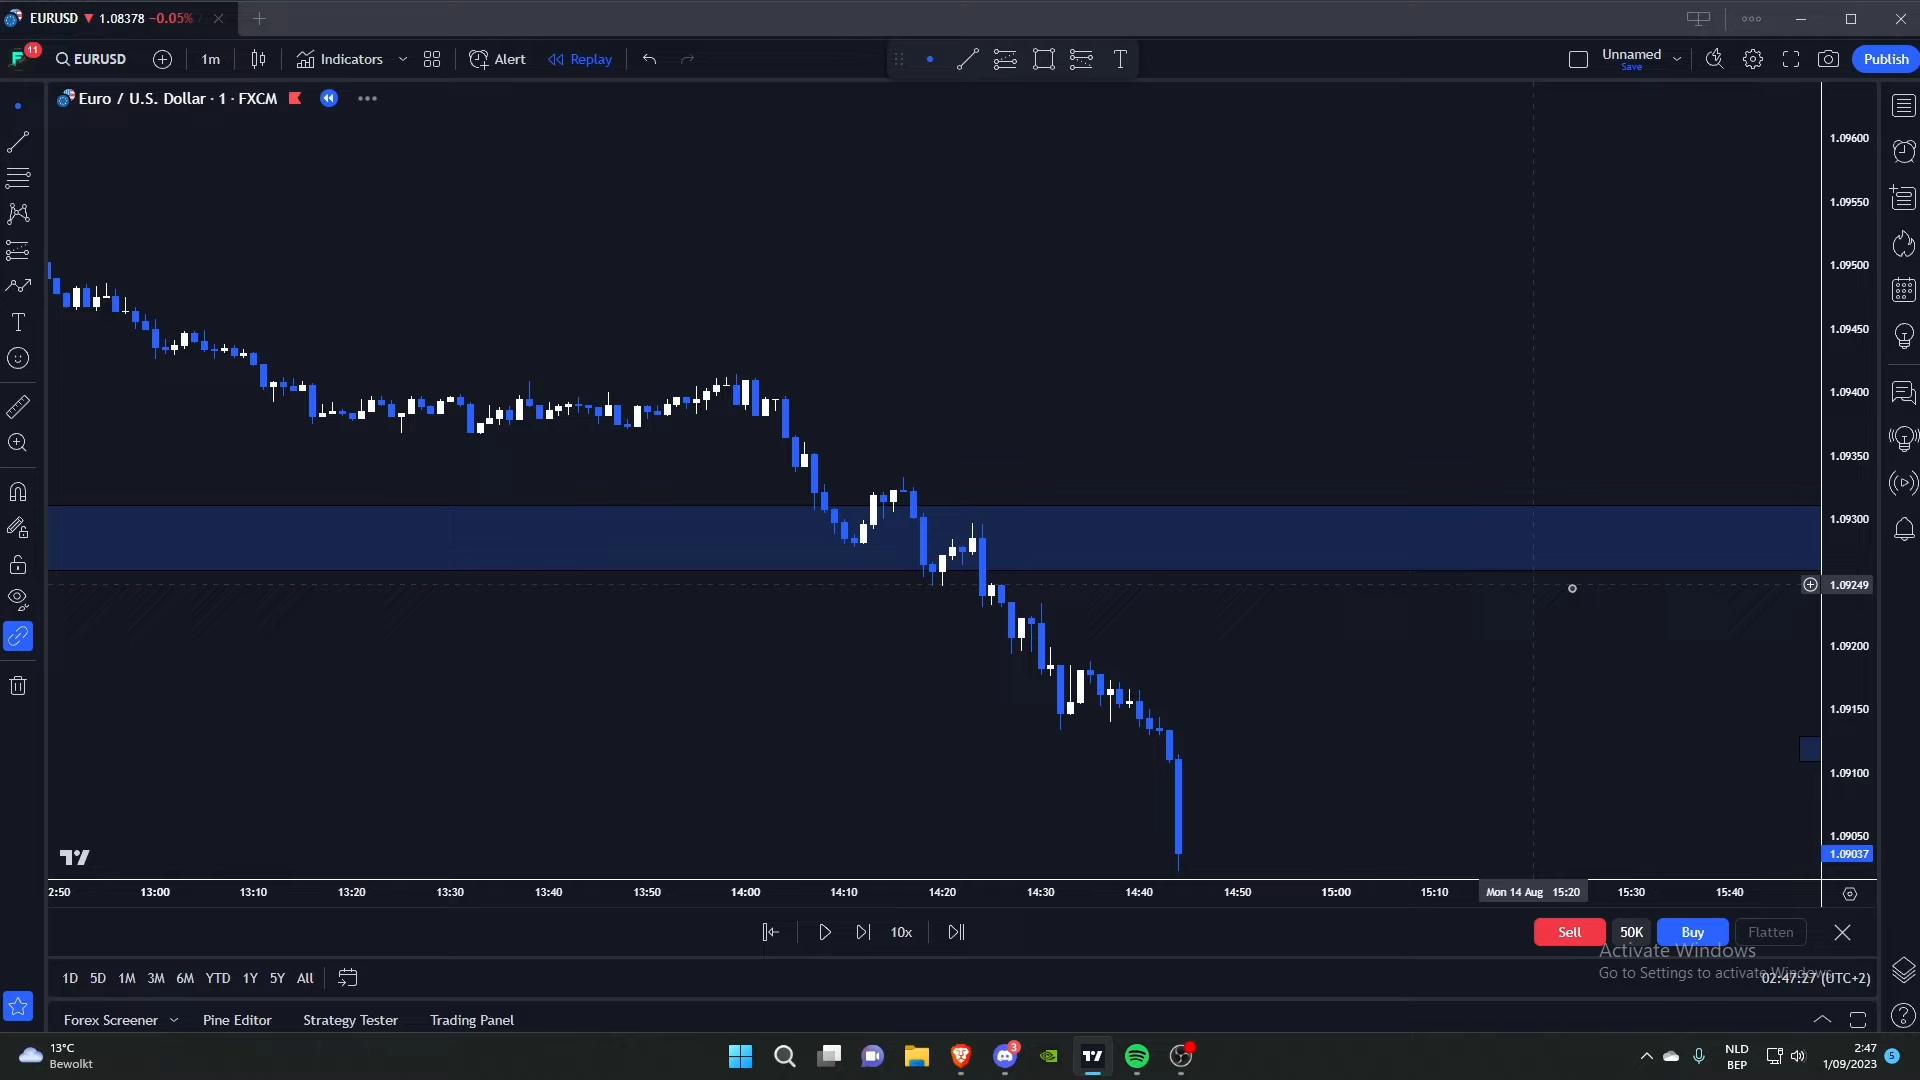 EURUSD ▼ 1.08378 −0.05% /
11
EURUSD
1m
Indicators
Alert
Replay
T
Unnamed
Save
Publish
Euro / U.S. Dollar · 1 · FXCM
1.09600
1.09550
1.09500
1.09450
1.09400
1.09350
1.09300
1.09249
1.09200
1.09150
1.09100
1.09050
1.09037
2:50
13:00
13:10
13:20
13:30
13:40
13:50
14:00
14:10
14:20
14:30
14:40
14:50
15:00
15:10
Mon 14 Aug 15:20
15:30
15:40
10x
Sell
50K
Buy
Flatten
Activate Windows
Go to Settings to activate Windows.
1D 5D 1M 3M 6M YTD 1Y 5Y All
02:47:27 (UTC+2)
Forex Screener
Pine Editor
Strategy Tester
Trading Panel
13°C
Bewolkt
3
NLD
BEP
2:47
1/09/2023
5